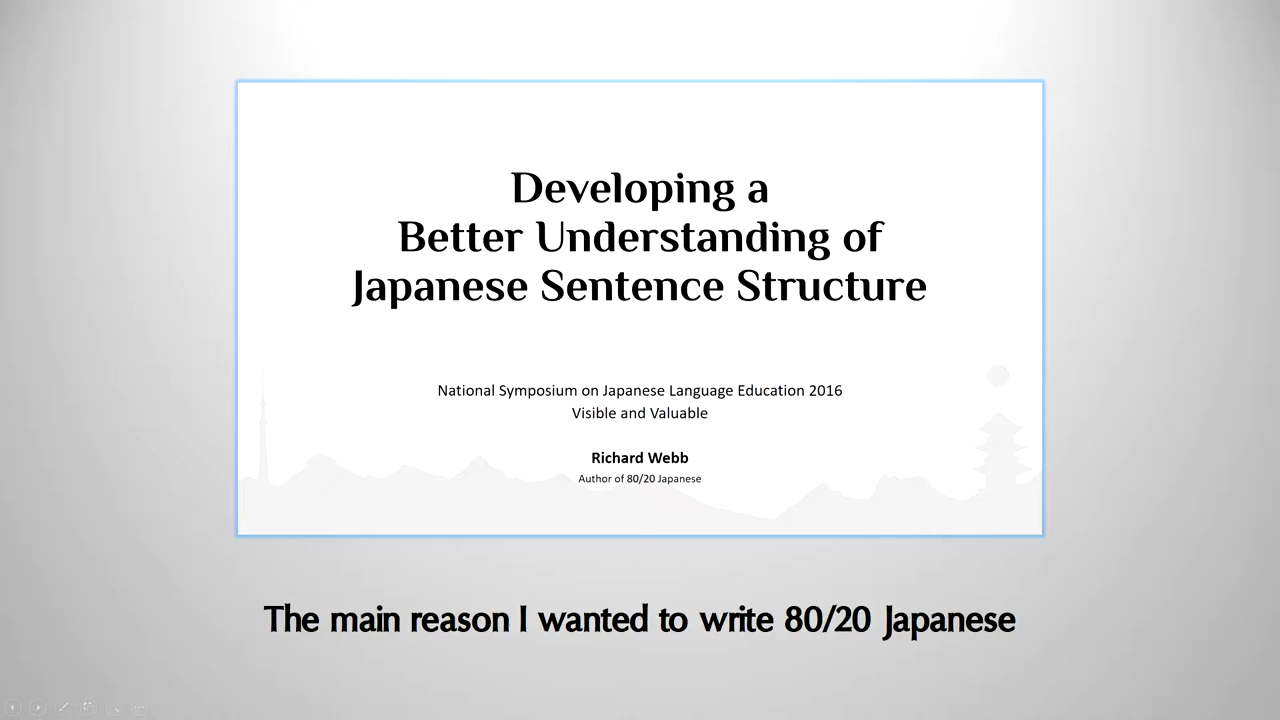 Developing a
Better Understanding of
Japanese Sentence Structure
National Symposium on Japanese Language Education 2016
Visible and Valuable
Richard Webb
Author of 80/20 Japanese
The main reason I wanted to write 80/20 Japanese